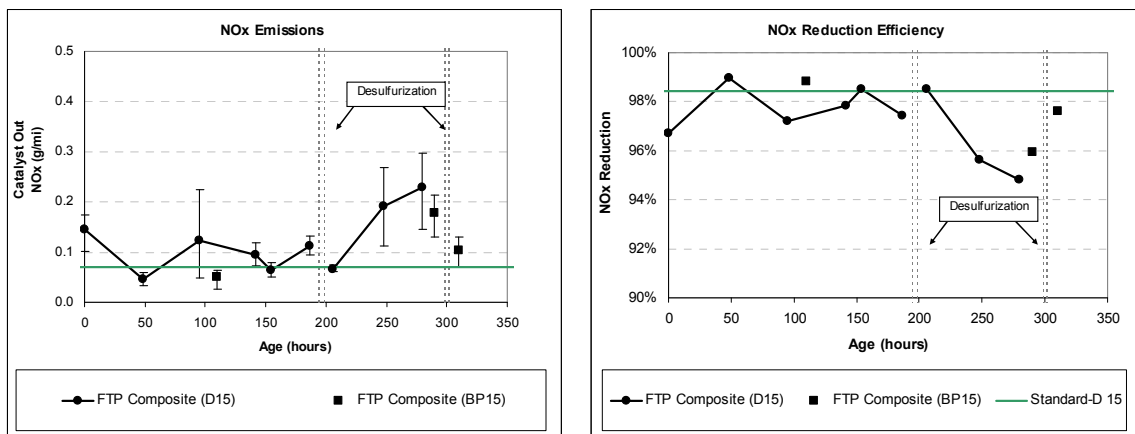 NOx Emissions
0.5
0.4
0.3
0.2
0.1
0.0
Catalyst Out
NOx (g/mi)
Desulfurization
0 50 100 150 200 250 300 350
Age (hours)
FTP Composite (D15) FTP Composite (BP15)
NOx Reduction Efficiency
100%
98%
96%
94%
92%
90%
NOx Reduction
Desulfurization
0 50 100 150 200 250 300 350
Age (hours)
FTP Composite (D15) FTP Composite (BP15) Standard-D 15